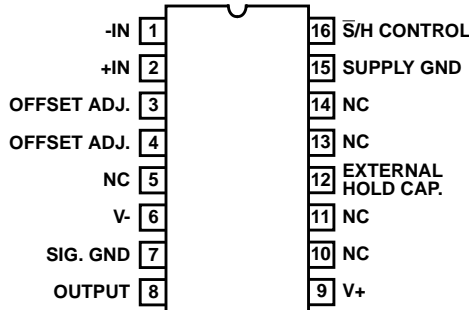 -IN 1
+IN 2
OFFSET ADJ. 3
OFFSET ADJ. 4
NC 5
V- 6
SIG. GND 7
OUTPUT 8
16 S̅/H CONTROL
15 SUPPLY GND
14 NC
13 NC
12 EXTERNAL
HOLD CAP.
11 NC
10 NC
9 V+